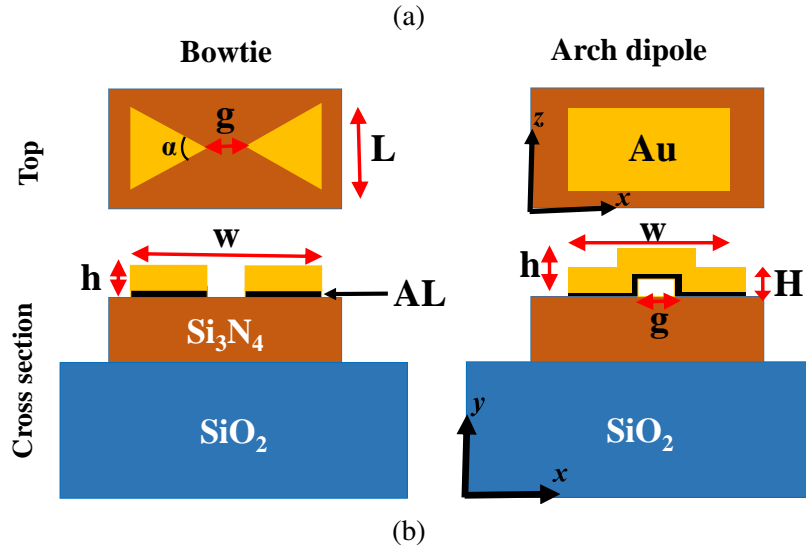 (a)
Bowtie
Arch dipole
Top
α
g
L
z
Au
x
w
h
AL
w
h
H
g
Si₃N₄
Cross section
SiO₂
y
SiO₂
x
(b)